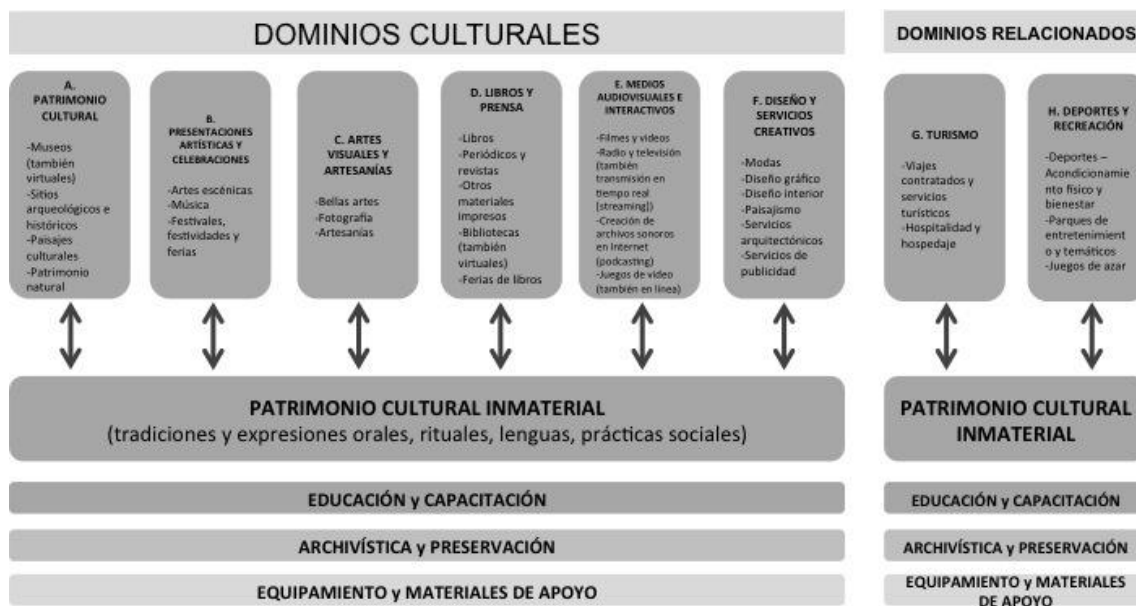 DOMINIOS CULTURALES
DOMINIOS RELACIONADOS
A.
PATRIMONIO
CULTURAL
-Museos
(también
virtuales)
-Sitios
arqueológicos e
históricos
-Paisajes
culturales
-Patrimonio
natural
B.
PRESENTACIONES
ARTÍSTICAS Y
CELEBRACIONES
-Artes escénicas
-Música
-Festivales,
festividades y
ferias
C. ARTES
VISUALES Y
ARTESANÍAS
-Bellas artes
-Fotografía
-Artesanías
D. LIBROS Y
PRENSA
-Libros
-Periódicos y
revistas
-Otros
materiales
impresos
-Bibliotecas
(también
virtuales)
-Ferias de libros
E. MEDIOS
AUDIOVISUALES E
INTERACTIVOS
-Filmes y videos
-Radio y televisión
(también
transmisión en
tiempo real
[streaming])
-Creación de
archivos sonoros
en Internet
(podcasting)
-Juegos de video
(también en línea)
F. DISEÑO Y
SERVICIOS
CREATIVOS
-Modas
-Diseño gráfico
-Diseño interior
-Paisajismo
-Servicios
arquitectónicos
-Servicios de
publicidad
G. TURISMO
-Viajes
contratados y
servicios
turísticos
-Hospitalidad y
hospedaje
H. DEPORTES Y
RECREACIÓN
-Deportes –
Acondicionamie
nto físico y
bienestar
-Parques de
entretenimient
o y temáticos
-Juegos de azar
PATRIMONIO CULTURAL INMATERIAL
(tradiciones y expresiones orales, rituales, lenguas, prácticas sociales)
PATRIMONIO CULTURAL
INMATERIAL
EDUCACIÓN y CAPACITACIÓN
EDUCACIÓN y CAPACITACIÓN
ARCHIVÍSTICA y PRESERVACIÓN
ARCHIVÍSTICA y PRESERVACIÓN
EQUIPAMIENTO y MATERIALES DE APOYO
EQUIPAMIENTO y MATERIALES
DE APOYO